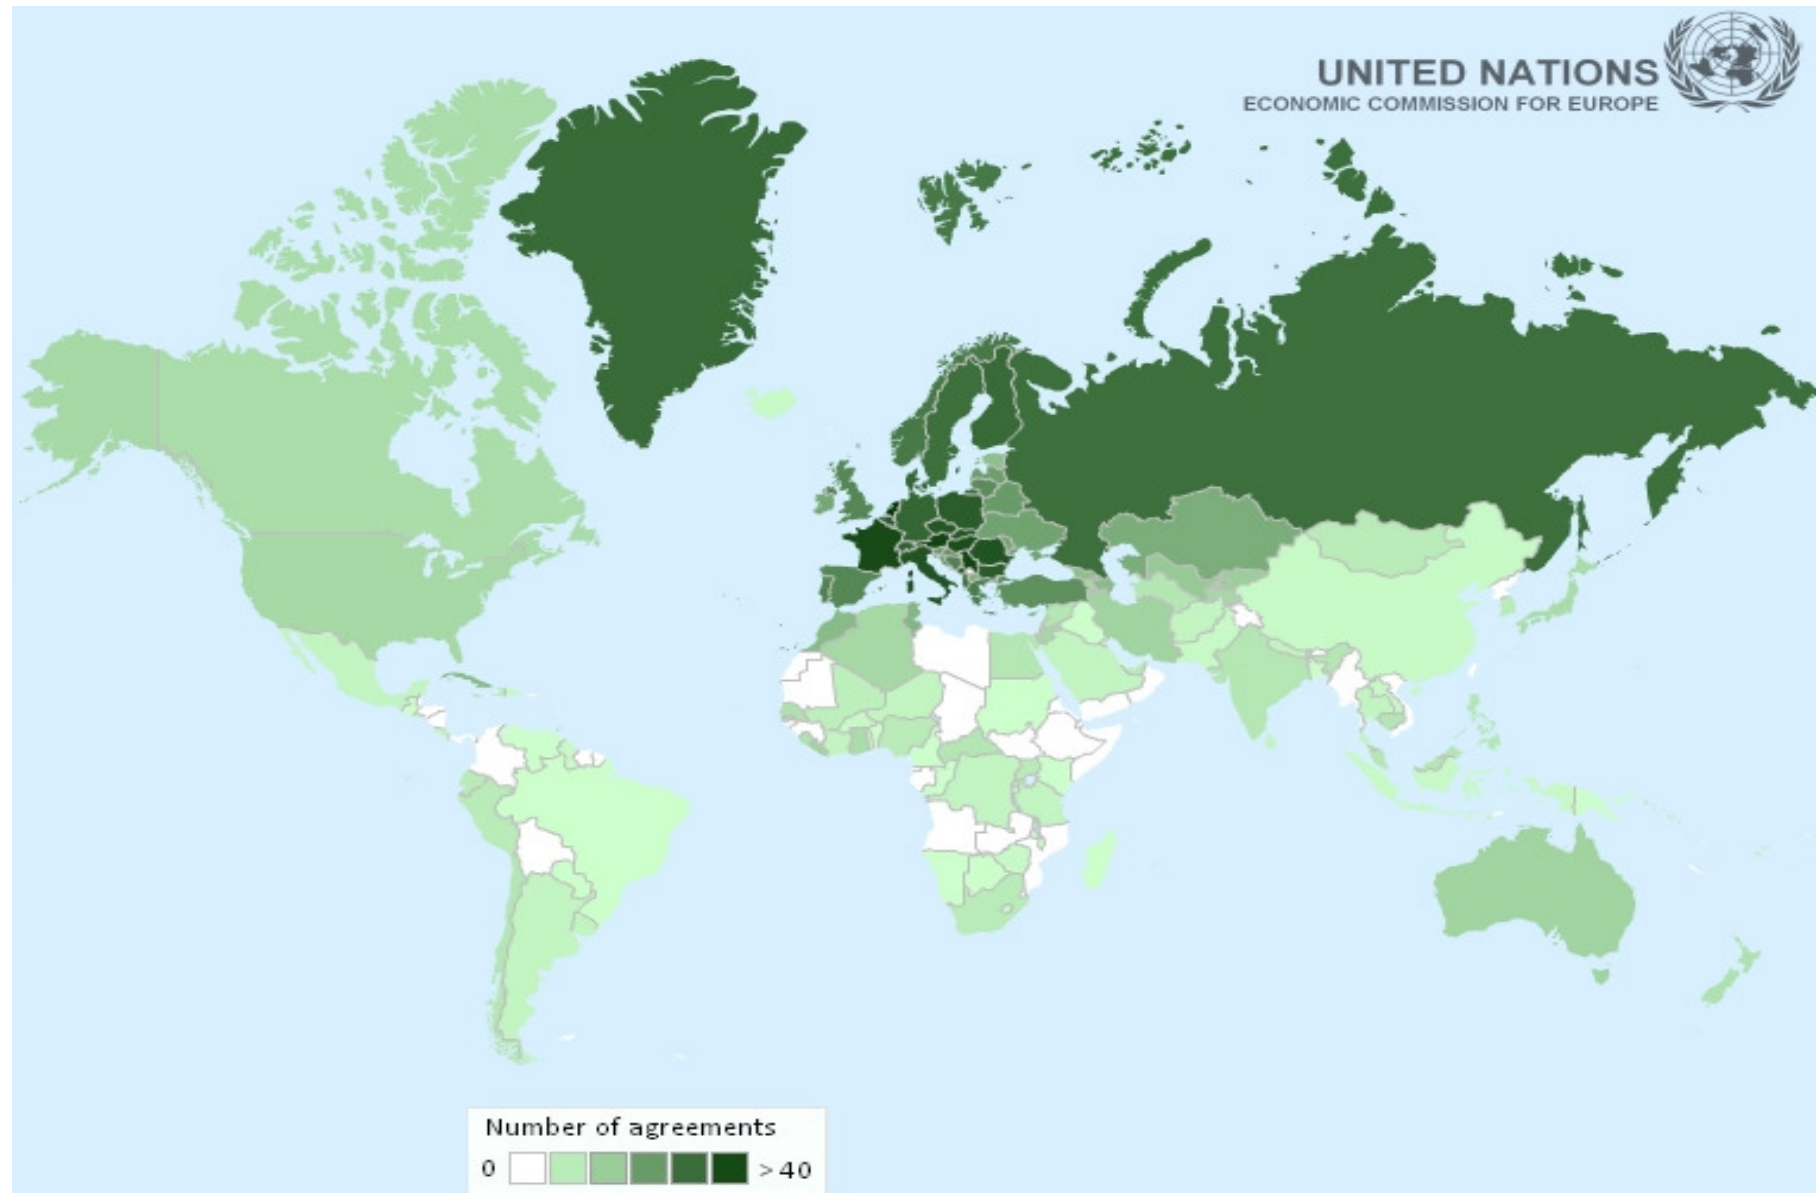 UNITED NATIONS
ECONOMIC COMMISSION FOR EUROPE
Number of agreements
0 > 40